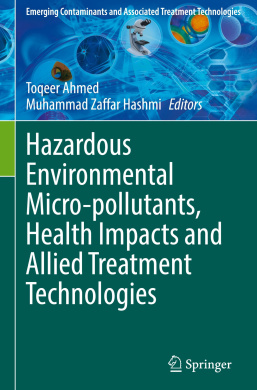 Emerging Contaminants and Associated Treatment Technologies
Toqeer Ahmed
Muhammad Zaffar Hashmi Editors
Hazardous
Environmental
Micro-pollutants,
Health Impacts and
Allied Treatment
Technologies
Springer